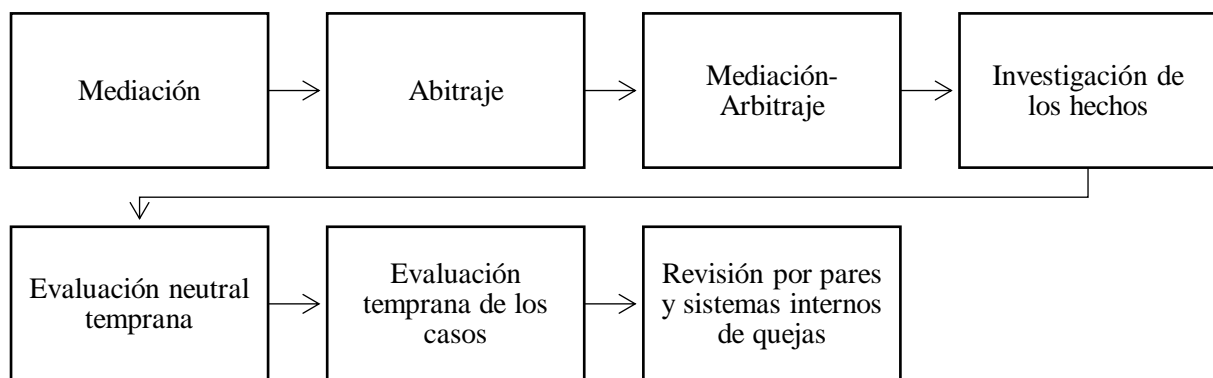 Mediación
Abitraje
Mediación-
Arbitraje
Investigación de
los hechos
Evaluación neutral
temprana
Evaluación
temprana de los
casos
Revisión por pares
y sistemas internos
de quejas